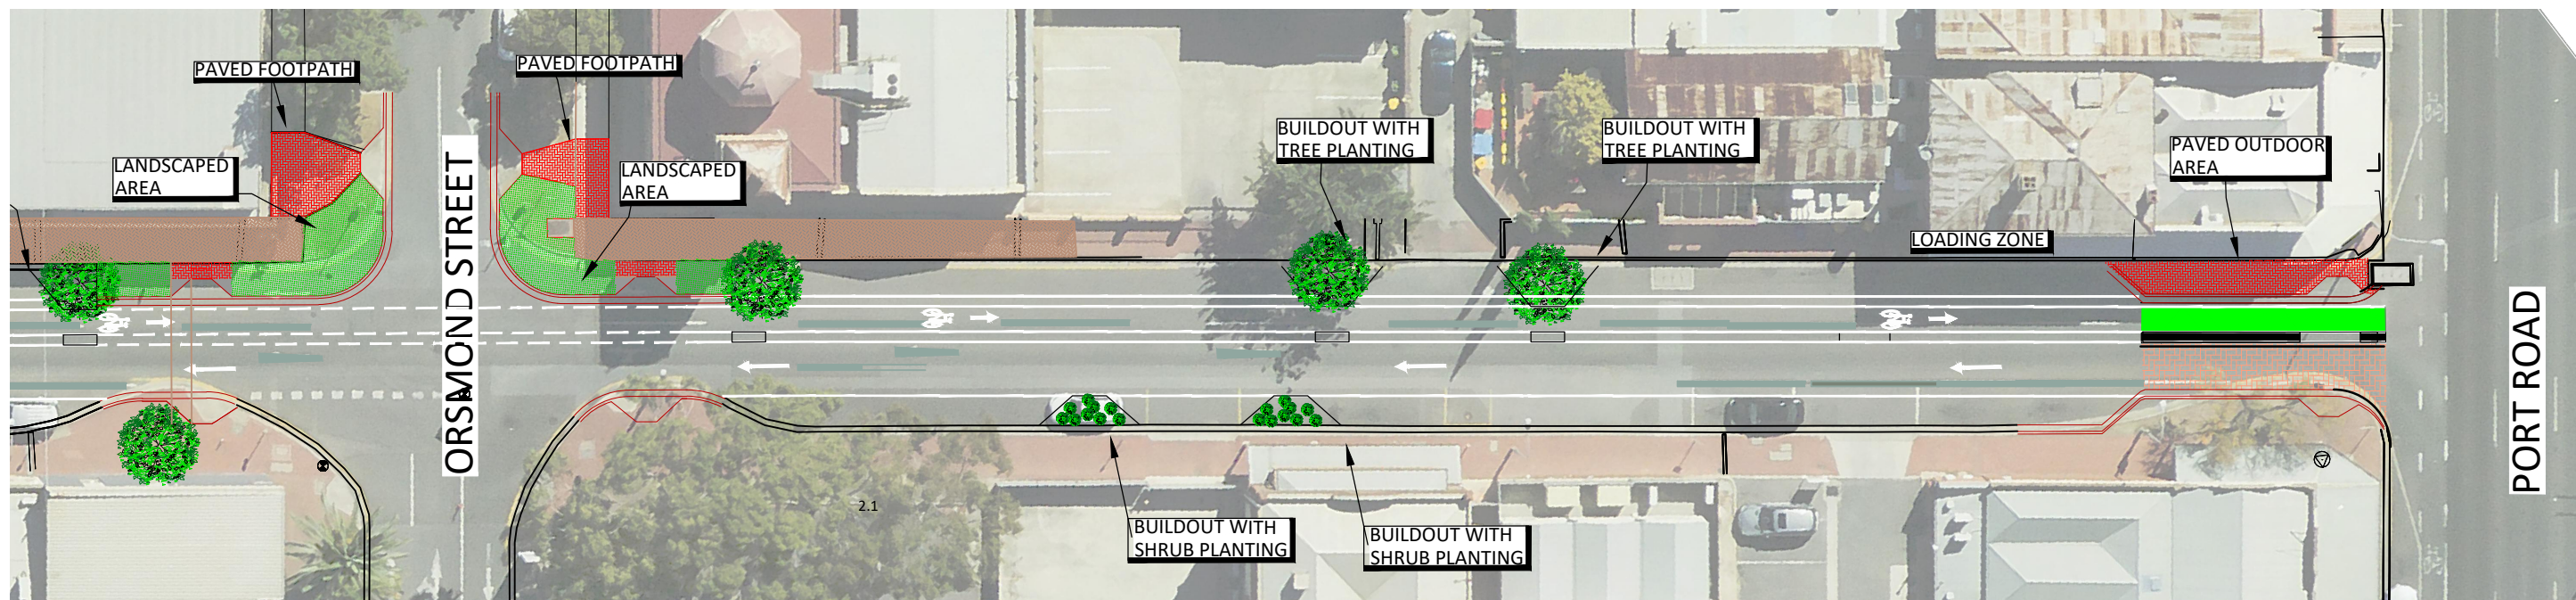 PAVED FOOTPATH
PAVED FOOTPATH
LANDSCAPED
AREA
LANDSCAPED
AREA
ORSMOND STREET
BUILDOUT WITH
TREE PLANTING
BUILDOUT WITH
TREE PLANTING
PAVED OUTDOOR
AREA
LOADING ZONE
PORT ROAD
2.1
BUILDOUT WITH
SHRUB PLANTING
BUILDOUT WITH
SHRUB PLANTING